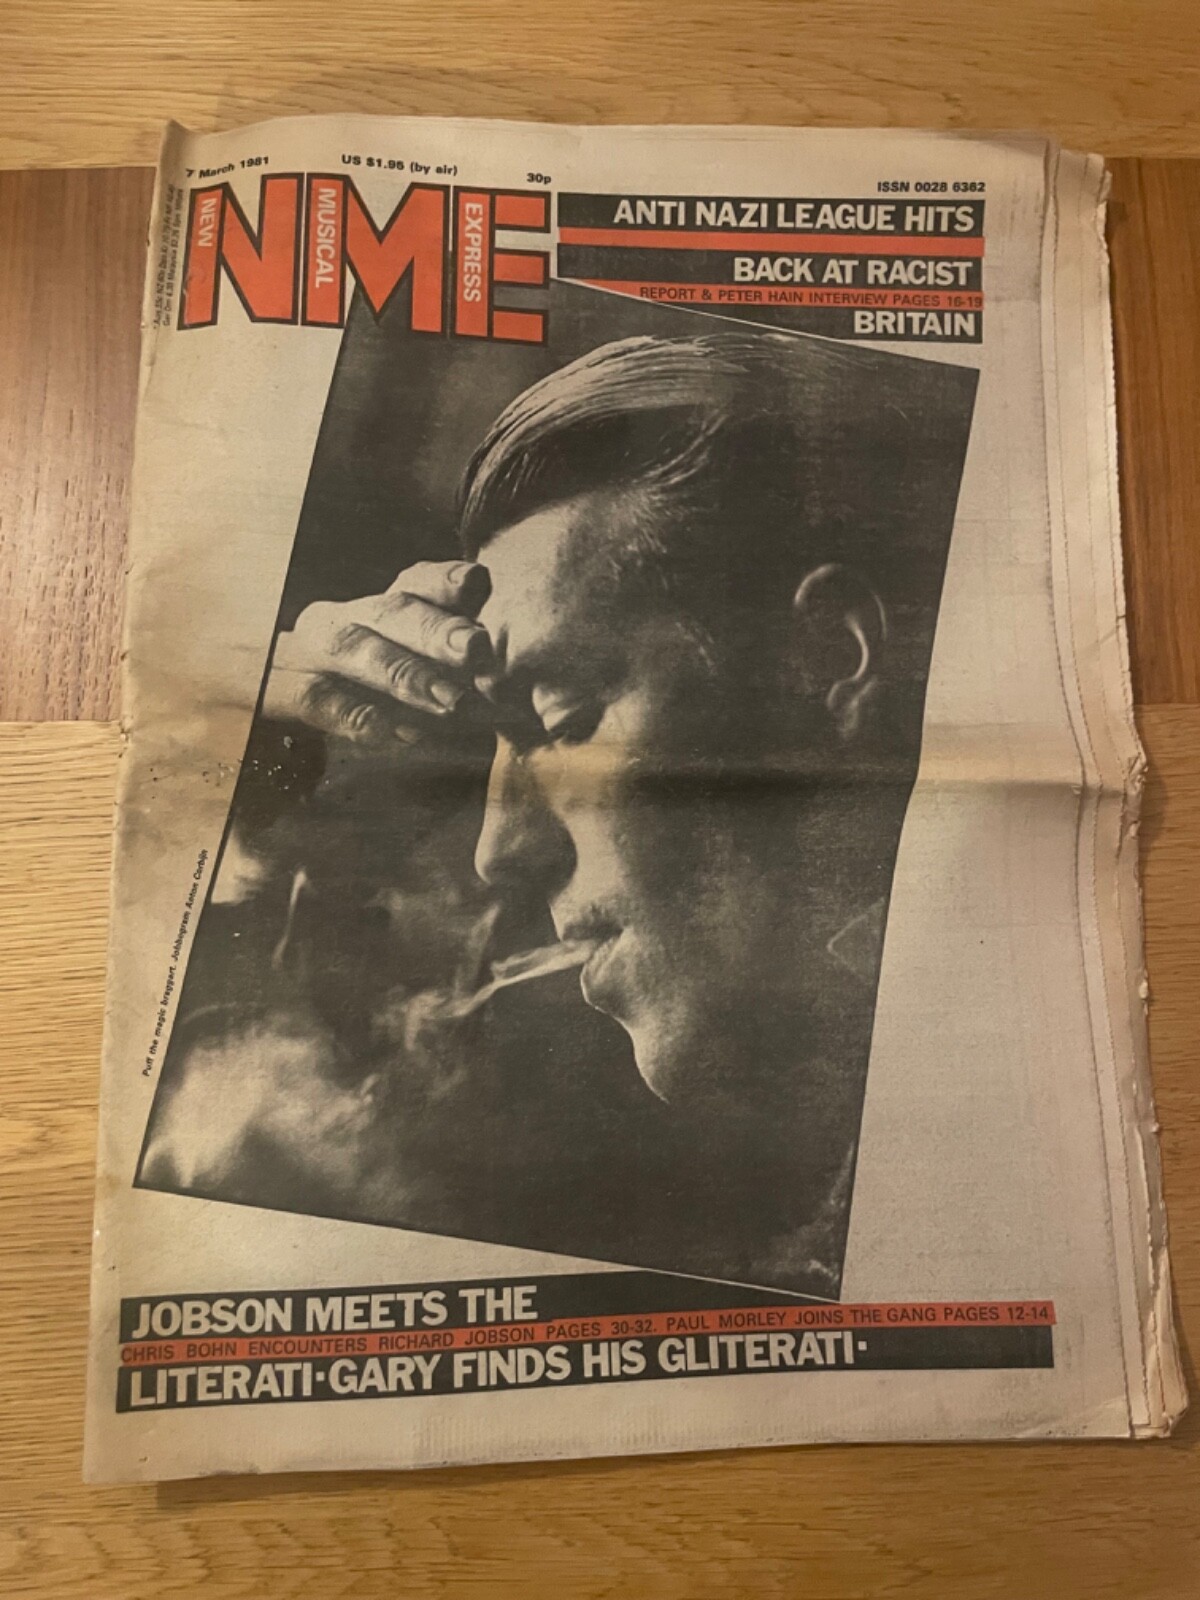 7 March 1981
US $1.95 (by air)
30p
ISSN 0028 6362
NEW
MUSICAL
EXPRESS
NME
ANTI NAZI LEAGUE HITS
BACK AT RACIST
REPORT & PETER HAIN INTERVIEW PAGES 16-19
BRITAIN
Puff the magic braggart. Jobbogram Anton Corbijn
JOBSON MEETS THE
CHRIS BOHN ENCOUNTERS RICHARD JOBSON PAGES 30-32. PAUL MORLEY JOINS THE GANG PAGES 12-14
LITERATI·GARY FINDS HIS GLITERATI·